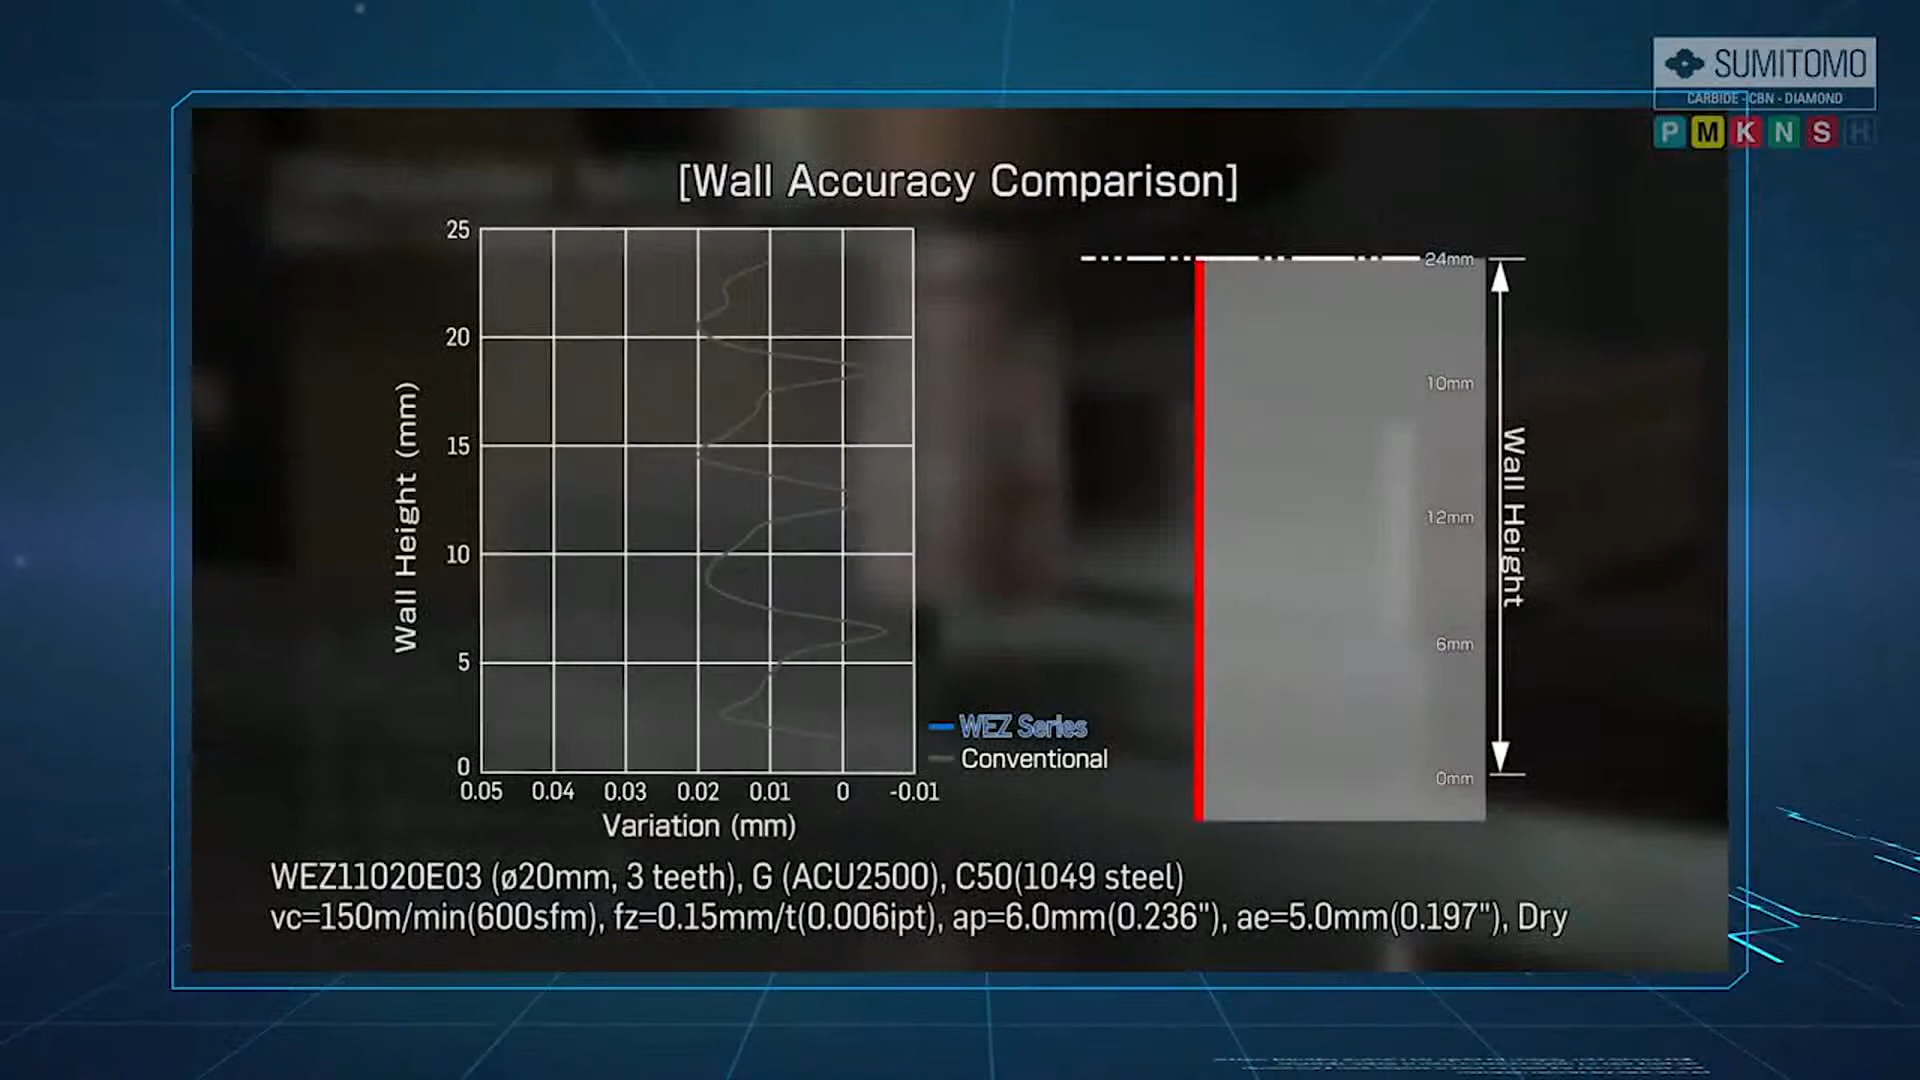 SUMITOMO
CARBIDE - CBN - DIAMOND
P M K N S H
[Wall Accuracy Comparison]
25
20
15
10
5
0
Wall Height (mm)
0.05 0.04 0.03 0.02 0.01 0 -0.01
Variation (mm)
WEZ Series
Conventional
24mm
10mm
12mm
6mm
0mm
Wall Height
WEZ11020E03 (ø20mm, 3 teeth), G (ACU2500), C50(1049 steel)
vc=150m/min(600sfm), fz=0.15mm/t(0.006ipt), ap=6.0mm(0.236"), ae=5.0mm(0.197"), Dry